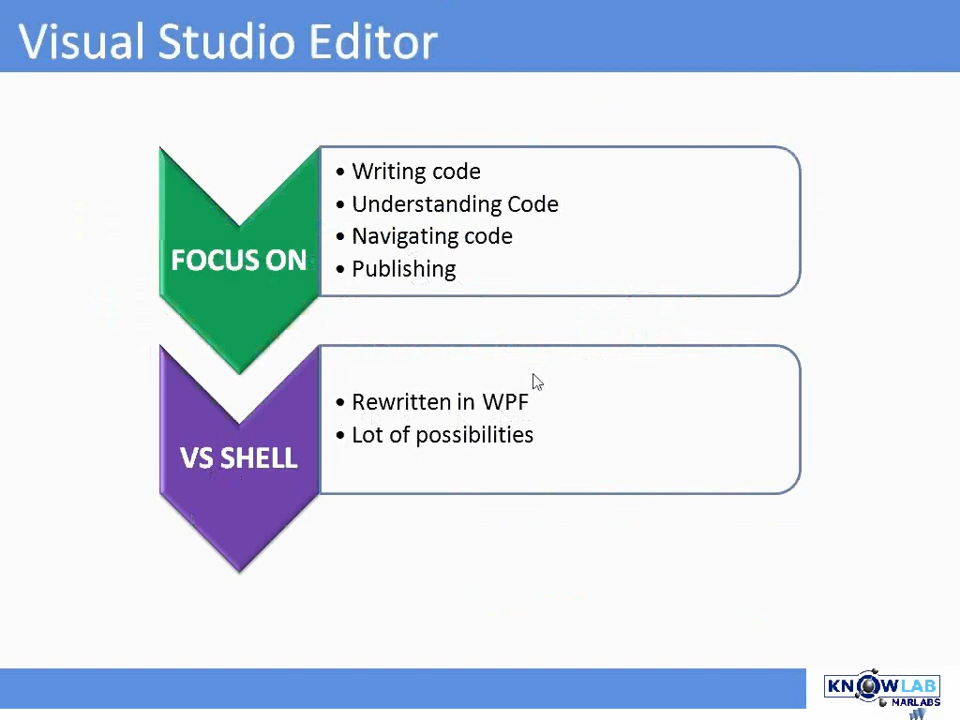 Visual Studio Editor
FOCUS ON
• Writing code
• Understanding Code
• Navigating code
• Publishing
VS SHELL
• Rewritten in WPF
• Lot of possibilities
KNOWLAB
MARLABS